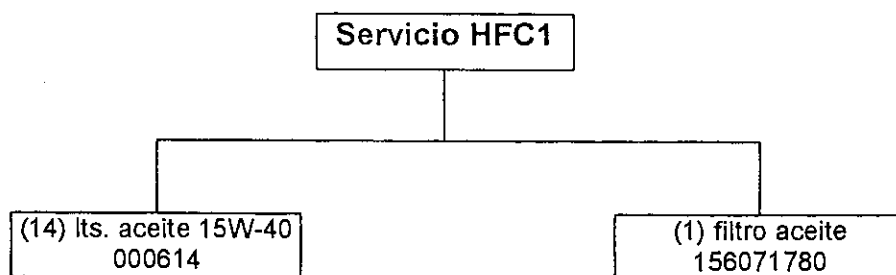 Servicio HFC1
(14) lts. aceite 15W-40
000614
(1) filtro aceite
156071780